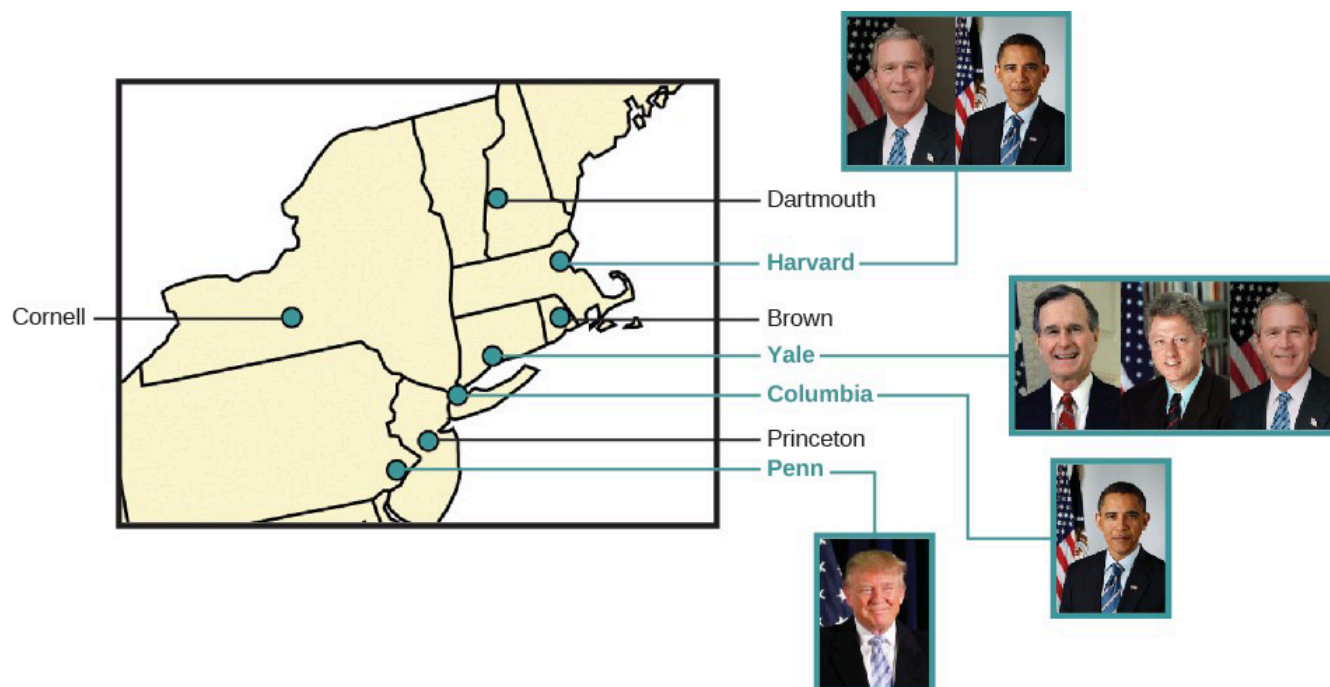 Dartmouth
Harvard
Cornell
Brown
Yale
Columbia
Princeton
Penn